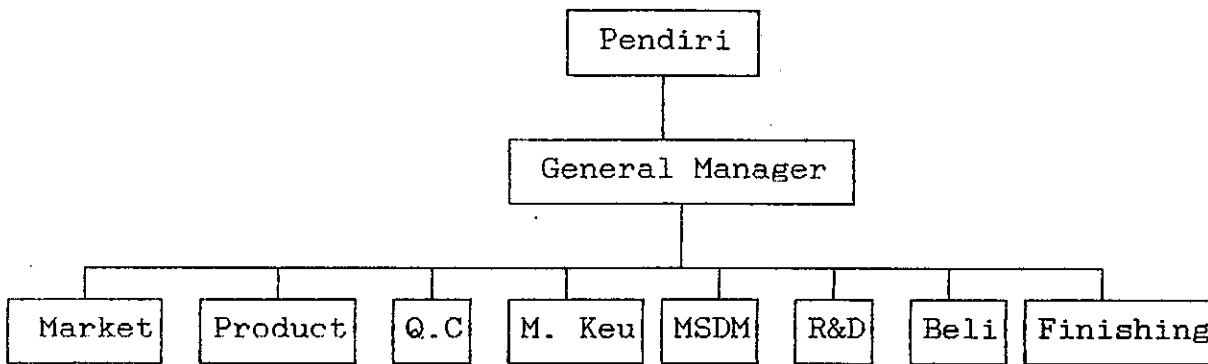 Pendiri
General Manager
Market Product Q.C M. Keu MSDM R&D Beli Finishing